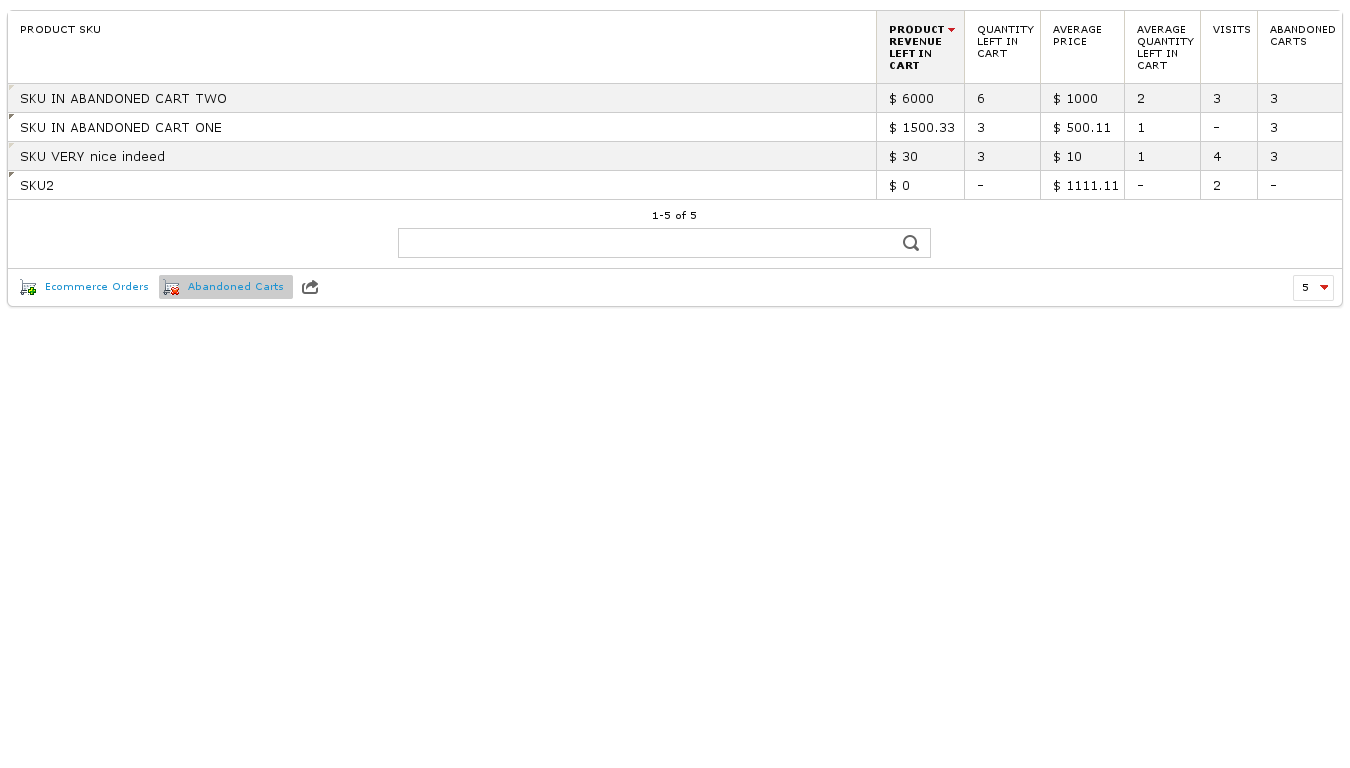 PRODUCT SKU
PRODUCT REVENUE LEFT IN CART
QUANTITY LEFT IN CART
AVERAGE PRICE
AVERAGE QUANTITY LEFT IN CART
VISITS
ABANDONED CARTS
SKU IN ABANDONED CART TWO $ 6000 6 $ 1000 2 3 3
SKU IN ABANDONED CART ONE $ 1500.33 3 $ 500.11 1 - 3
SKU VERY nice indeed $ 30 3 $ 10 1 4 3
SKU2 $ 0 - $ 1111.11 - 2 -
1-5 of 5
Ecommerce Orders Abandoned Carts 5